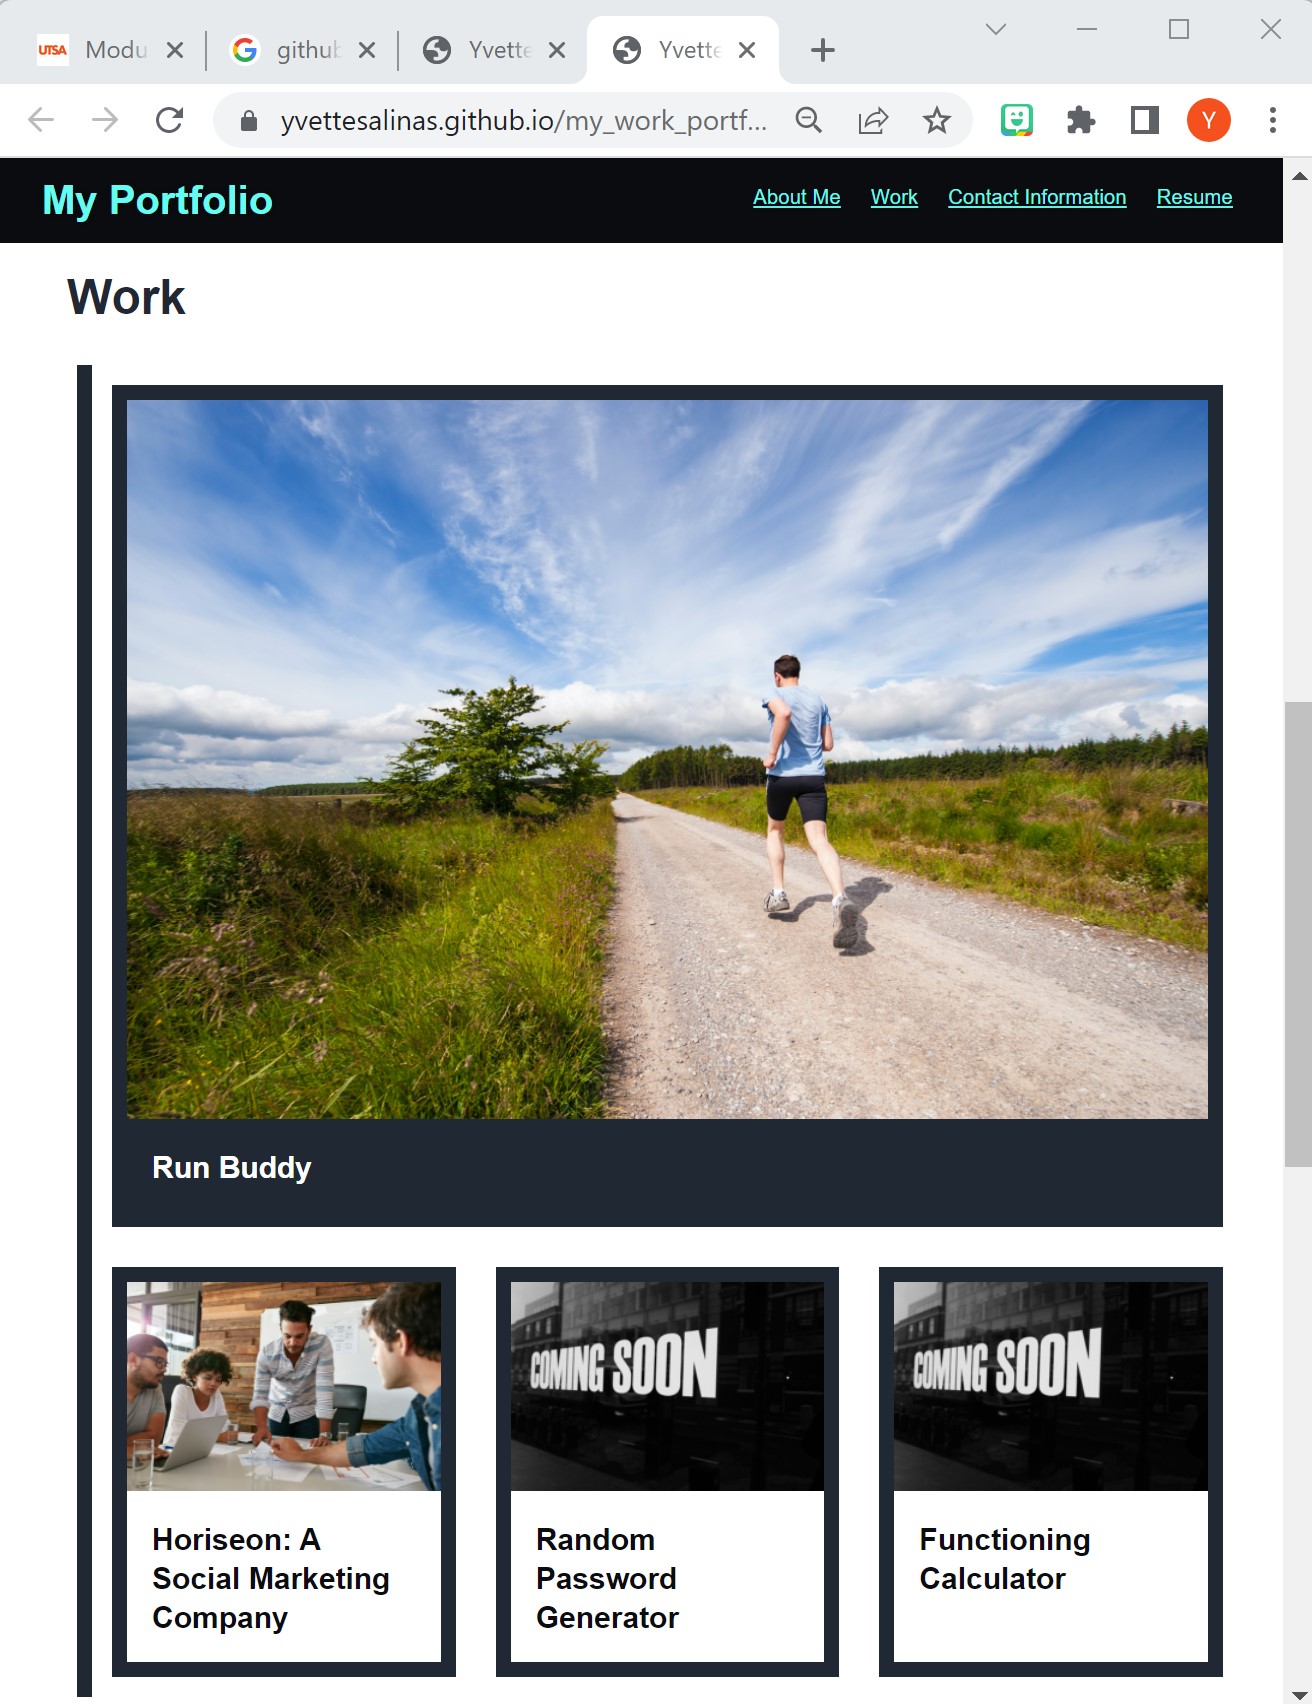 UTSA Modu githu Yvette Yvette
yvettesalinas.github.io/my_work_portf... Y
My Portfolio About Me Work Contact Information Resume
Work
Run Buddy
COMING SOON COMING SOON
Horiseon: A
Social Marketing
Company
Random
Password
Generator
Functioning
Calculator